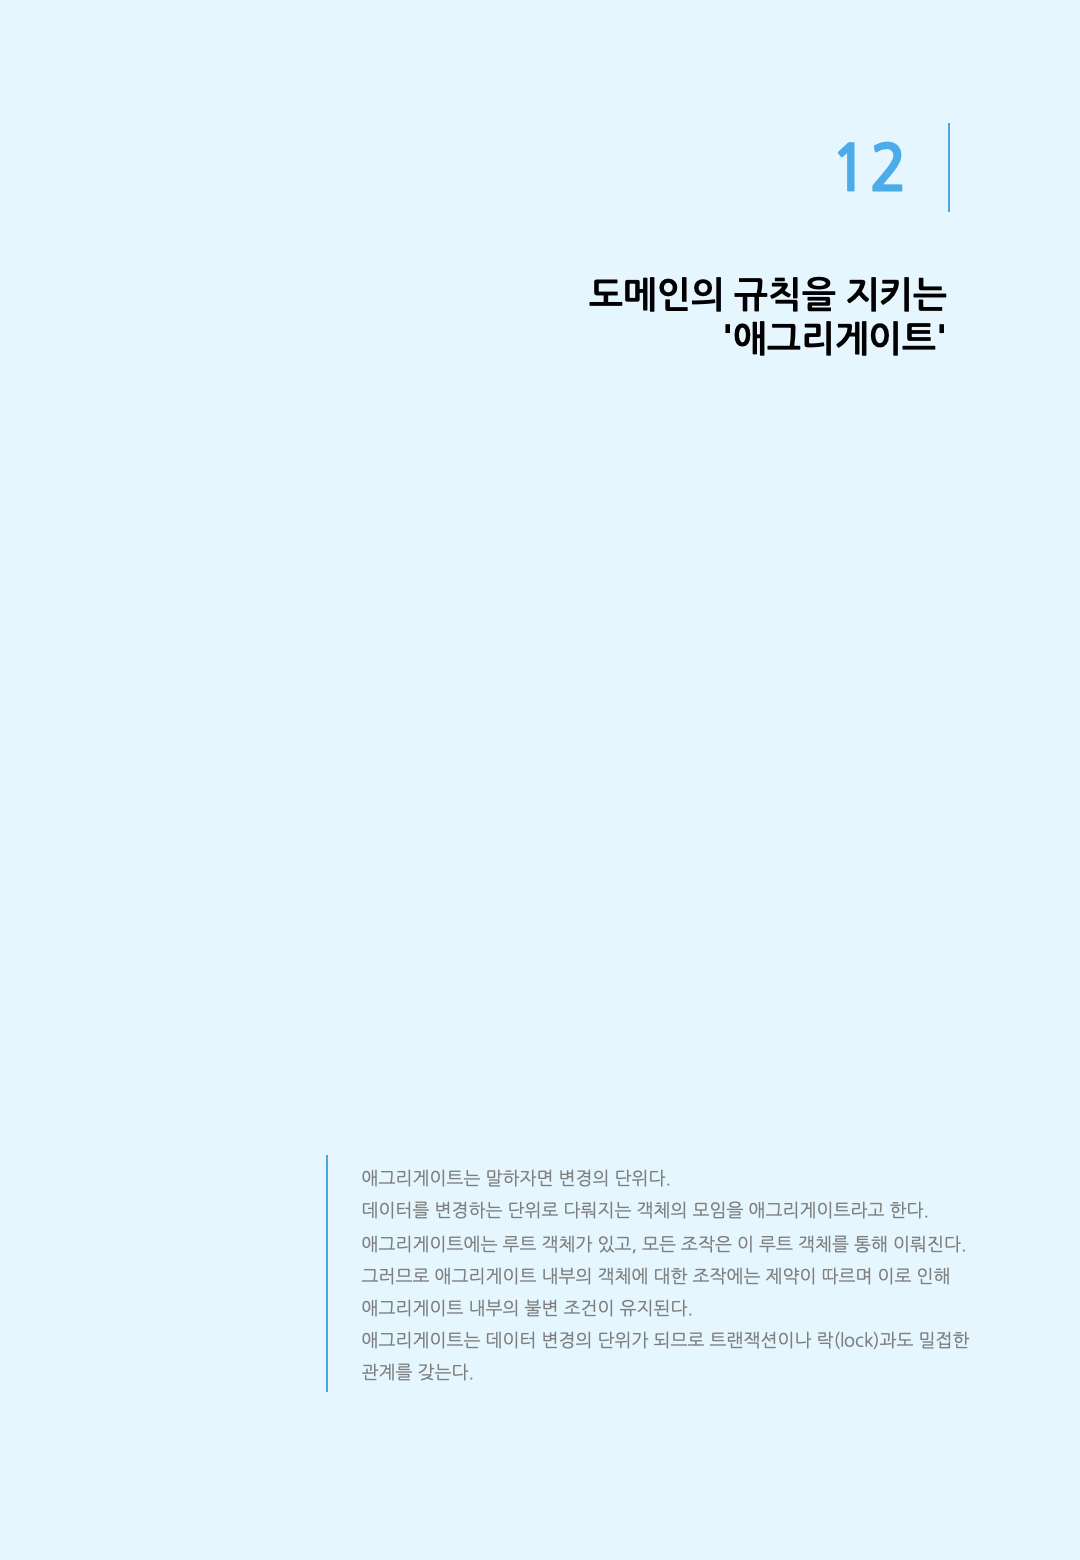 12
도메인의 규칙을 지키는
'애그리게이트'
애그리게이트는 말하자면 변경의 단위다.
데이터를 변경하는 단위로 다뤄지는 객체의 모임을 애그리게이트라고 한다.
애그리게이트에는 루트 객체가 있고, 모든 조작은 이 루트 객체를 통해 이뤄진다.
그러므로 애그리게이트 내부의 객체에 대한 조작에는 제약이 따르며 이로 인해
애그리게이트 내부의 불변 조건이 유지된다.
애그리게이트는 데이터 변경의 단위가 되므로 트랜잭션이나 락(lock)과도 밀접한
관계를 갖는다.